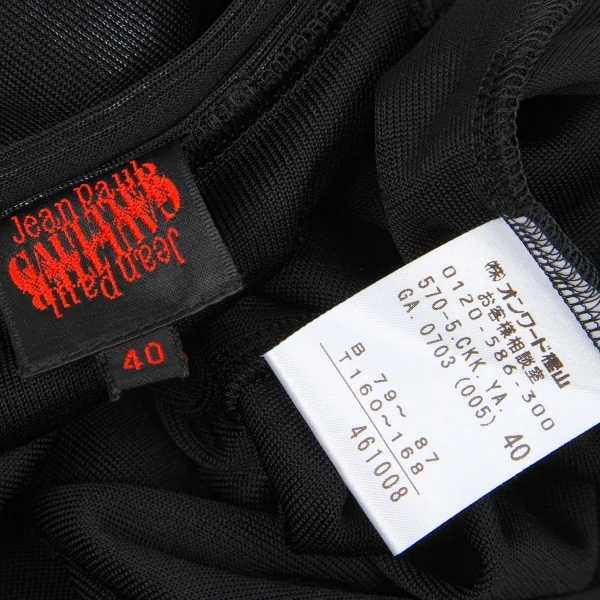 Jean Paul
GAULTIER
Jean Paul
40
㈱オンワード樫山
お客様相談室
0120-586-300
570-5.CKK.YA.
GA.0703 (005) 40
B 79~ 87
T160~168
461008